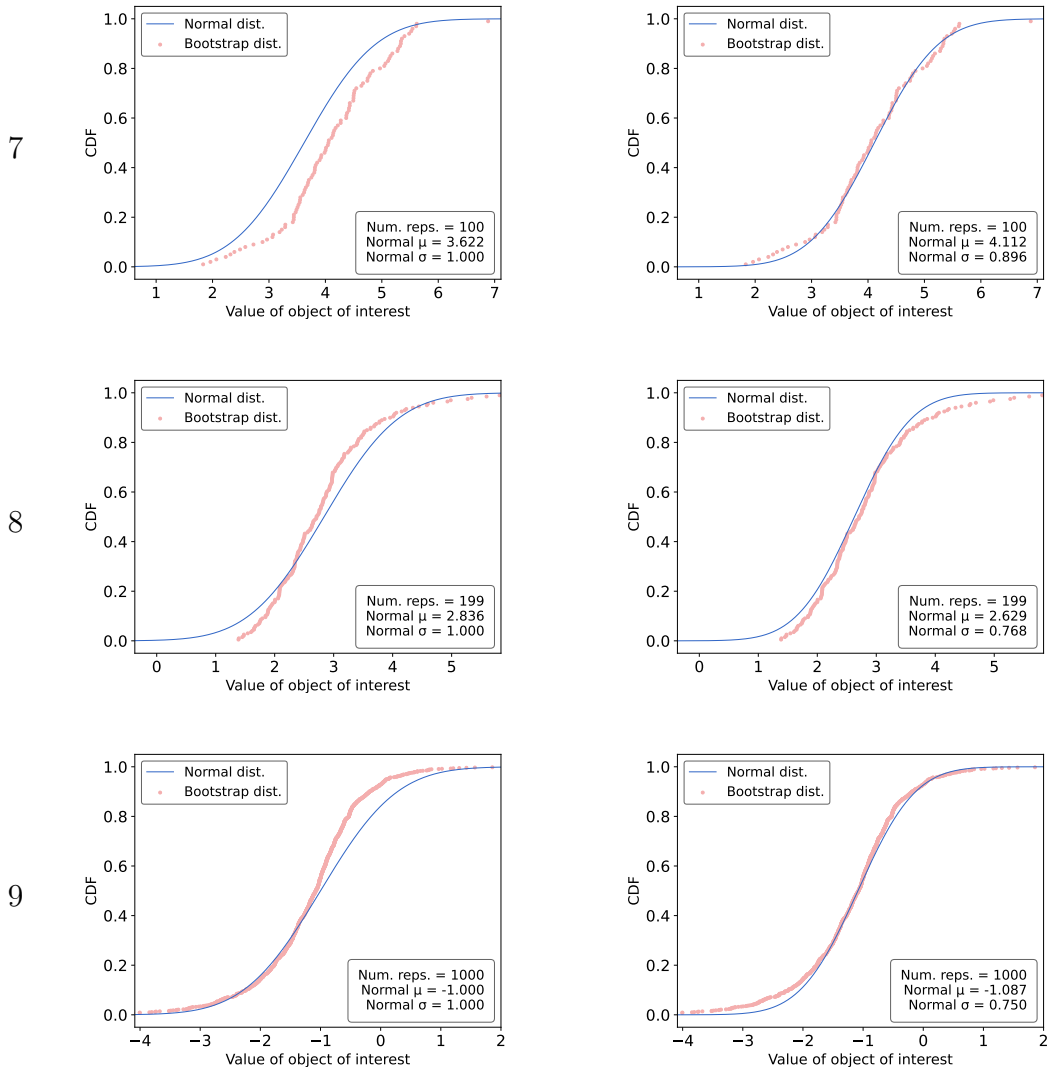 7
1.0
0.8
0.6
0.4
0.2
0.0
CDF
Normal dist.
Bootstrap dist.
Num. reps. = 100
Normal μ = 3.622
Normal σ = 1.000
1 2 3 4 5 6 7
Value of object of interest
1.0
0.8
0.6
0.4
0.2
0.0
CDF
Normal dist.
Bootstrap dist.
Num. reps. = 100
Normal μ = 4.112
Normal σ = 0.896
1 2 3 4 5 6 7
Value of object of interest
8
1.0
0.8
0.6
0.4
0.2
0.0
CDF
Normal dist.
Bootstrap dist.
Num. reps. = 199
Normal μ = 2.836
Normal σ = 1.000
0 1 2 3 4 5
Value of object of interest
1.0
0.8
0.6
0.4
0.2
0.0
CDF
Normal dist.
Bootstrap dist.
Num. reps. = 199
Normal μ = 2.629
Normal σ = 0.768
0 1 2 3 4 5
Value of object of interest
9
1.0
0.8
0.6
0.4
0.2
0.0
CDF
Normal dist.
Bootstrap dist.
Num. reps. = 1000
Normal μ = -1.000
Normal σ = 1.000
−4 −3 −2 −1 0 1 2
Value of object of interest
1.0
0.8
0.6
0.4
0.2
0.0
CDF
Normal dist.
Bootstrap dist.
Num. reps. = 1000
Normal μ = -1.087
Normal σ = 0.750
−4 −3 −2 −1 0 1 2
Value of object of interest